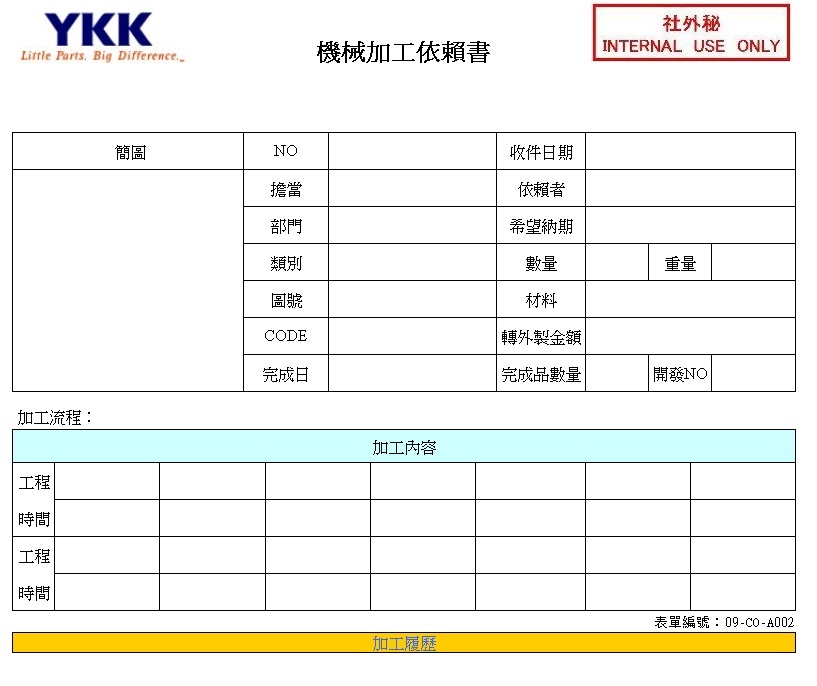 YKK
Little Parts. Big Difference.
社外秘
INTERNAL USE ONLY
機械加工依賴書
簡圖 NO 收件日期
擔當 依賴者
部門 希望納期
類別 數量 重量
圖號 材料
CODE 轉外製金額
完成日 完成品數量 開發NO
加工流程：
加工內容
工程
時間
工程
時間
表單編號：09-CO-A002
加工履歷